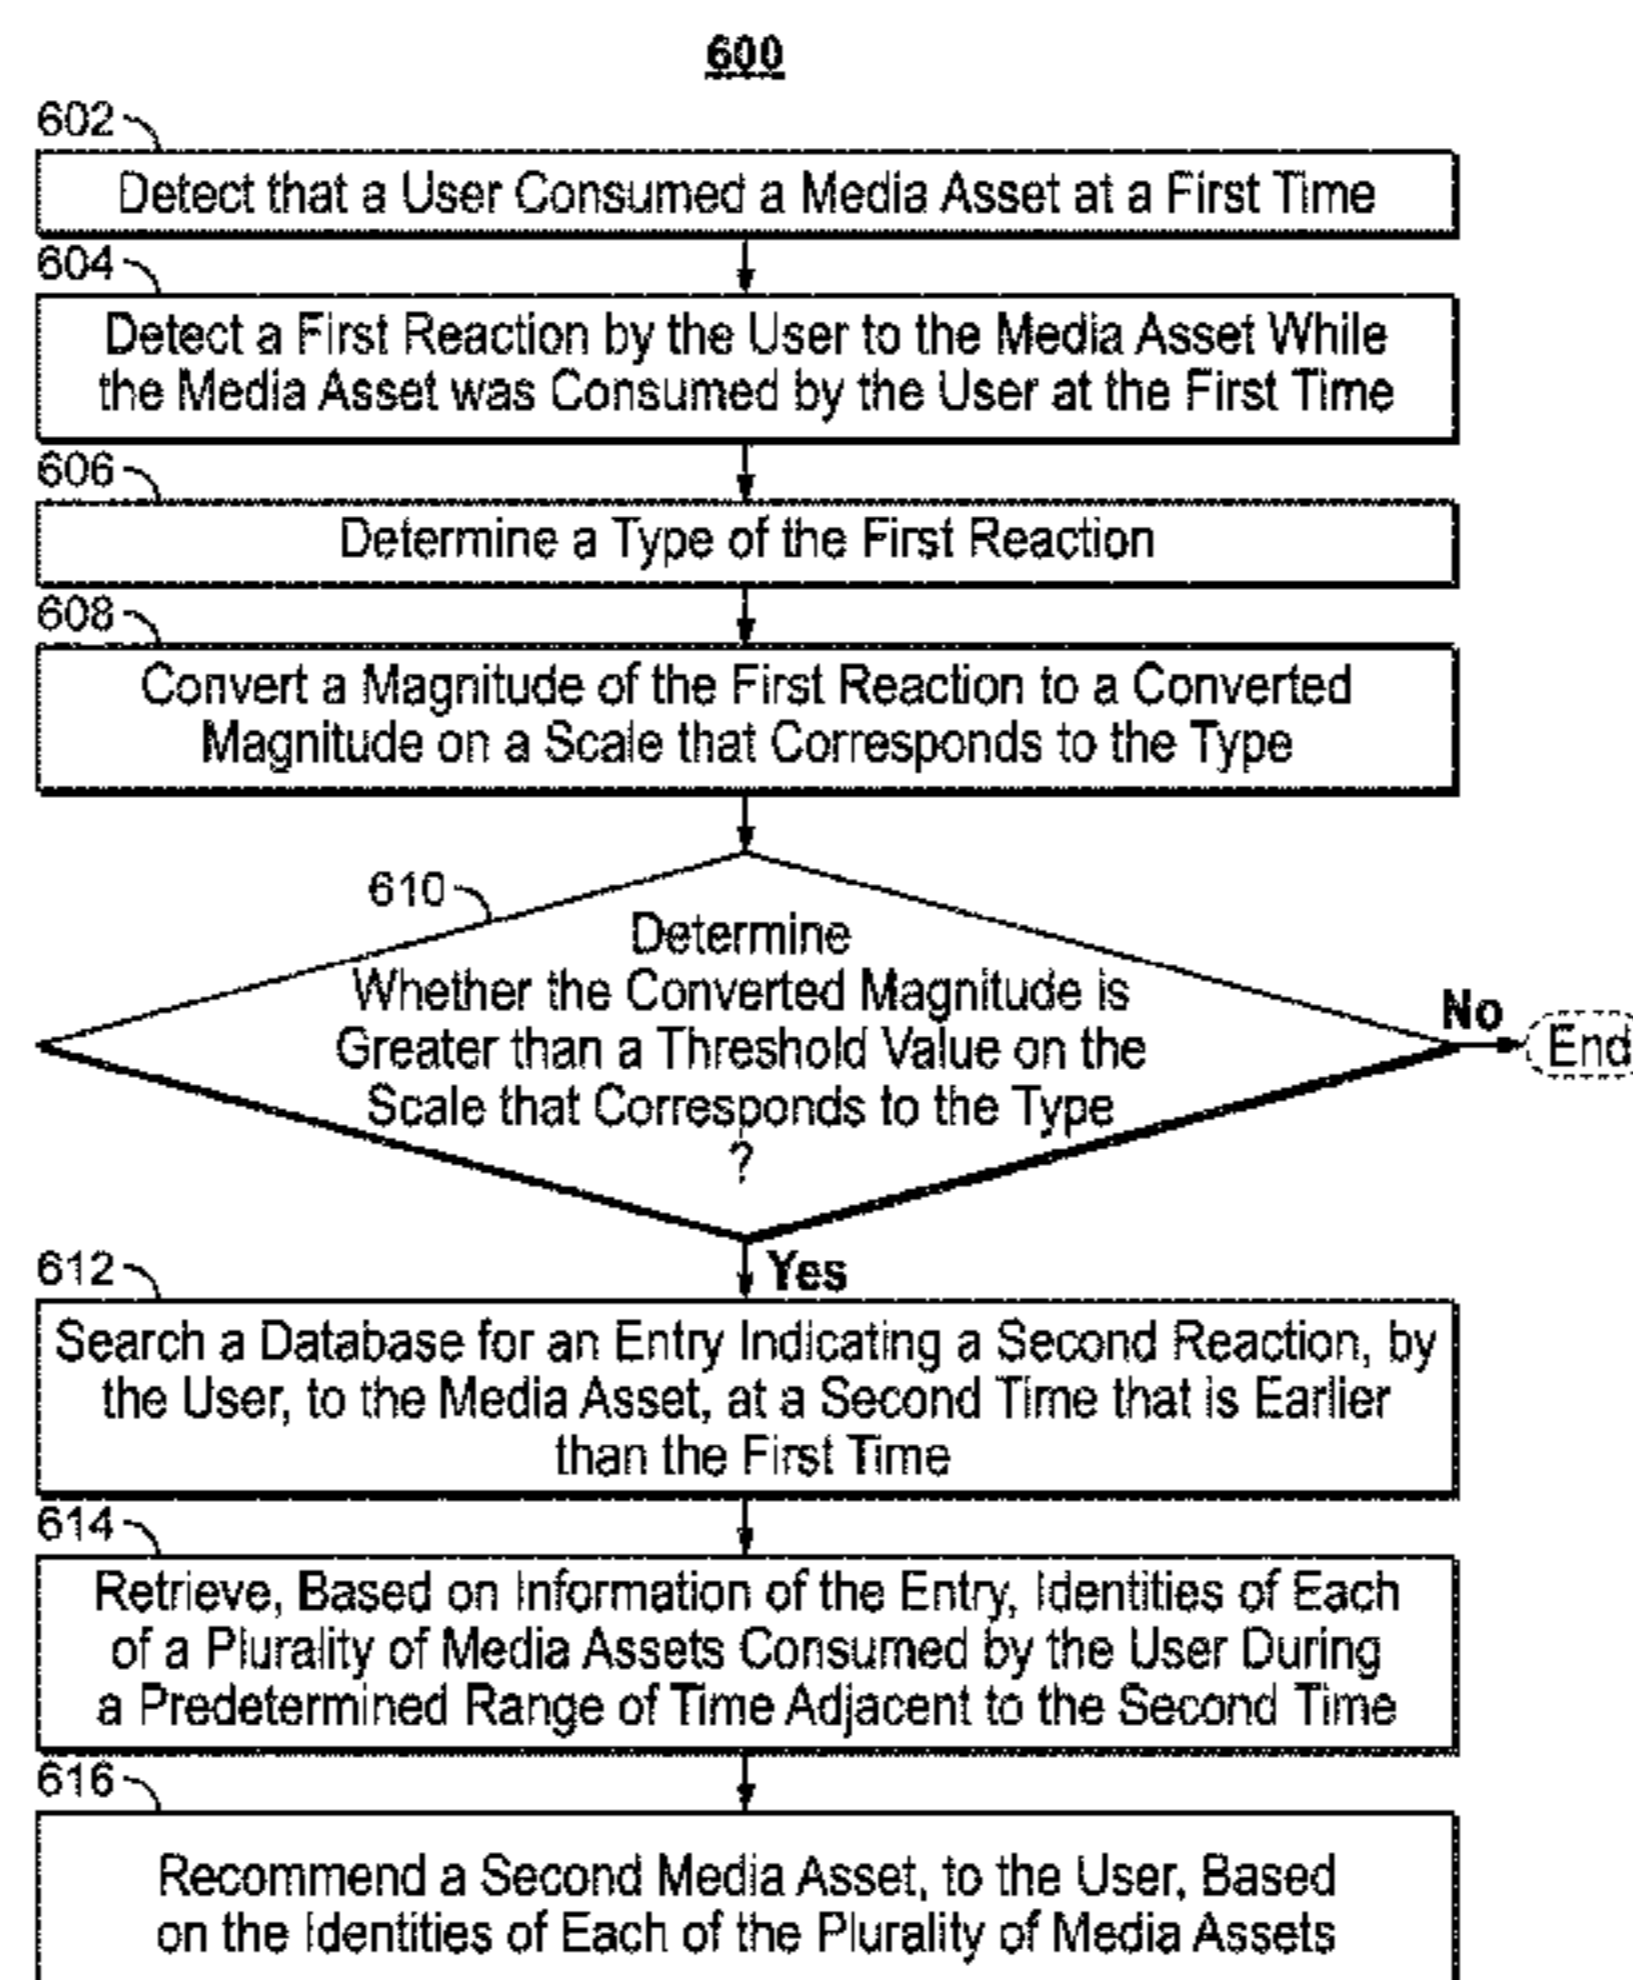 600
602
Detect that a User Consumed a Media Asset at a First Time
604
Detect a First Reaction by the User to the Media Asset While
the Media Asset was Consumed by the User at the First Time
606
Determine a Type of the First Reaction
608
Convert a Magnitude of the First Reaction to a Converted
Magnitude on a Scale that Corresponds to the Type
610
Determine
Whether the Converted Magnitude is
Greater than a Threshold Value on the
Scale that Corresponds to the Type
?
No
End
Yes
612
Search a Database for an Entry Indicating a Second Reaction, by
the User, to the Media Asset, at a Second Time that is Earlier
than the First Time
614
Retrieve, Based on Information of the Entry, Identities of Each
of a Plurality of Media Assets Consumed by the User During
a Predetermined Range of Time Adjacent to the Second Time
616
Recommend a Second Media Asset, to the User, Based
on the Identities of Each of the Plurality of Media Assets